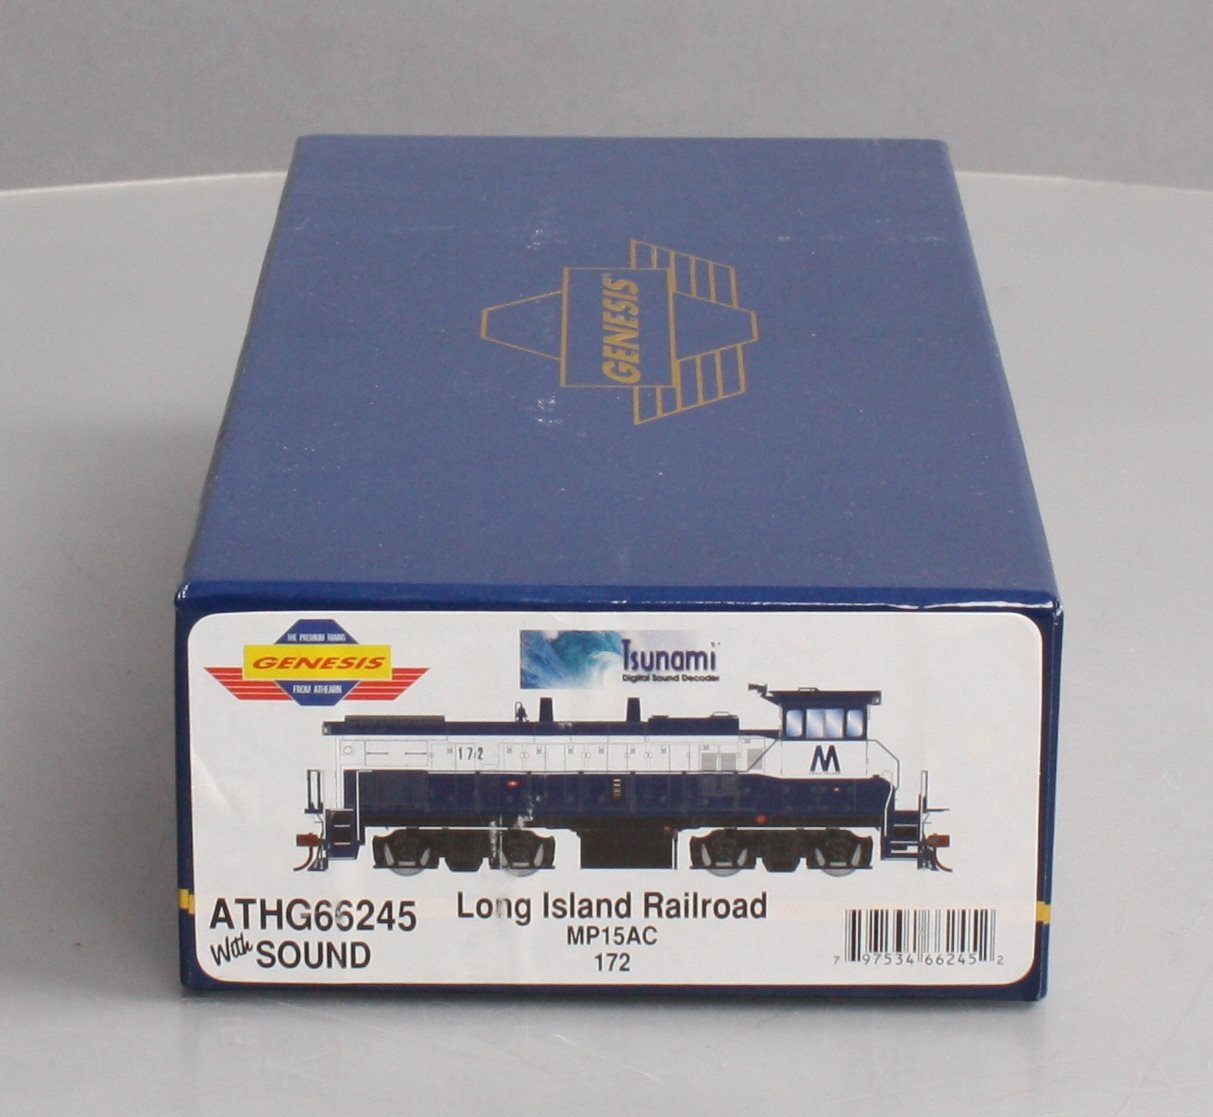 GENESIS
THE PREMIUM TRAINS
GENESIS
FROM ATHEARN
Tsunami
Digital Sound Decoder
172
M
ATHG66245
With SOUND
Long Island Railroad
MP15AC
172
7 97534 66245 2